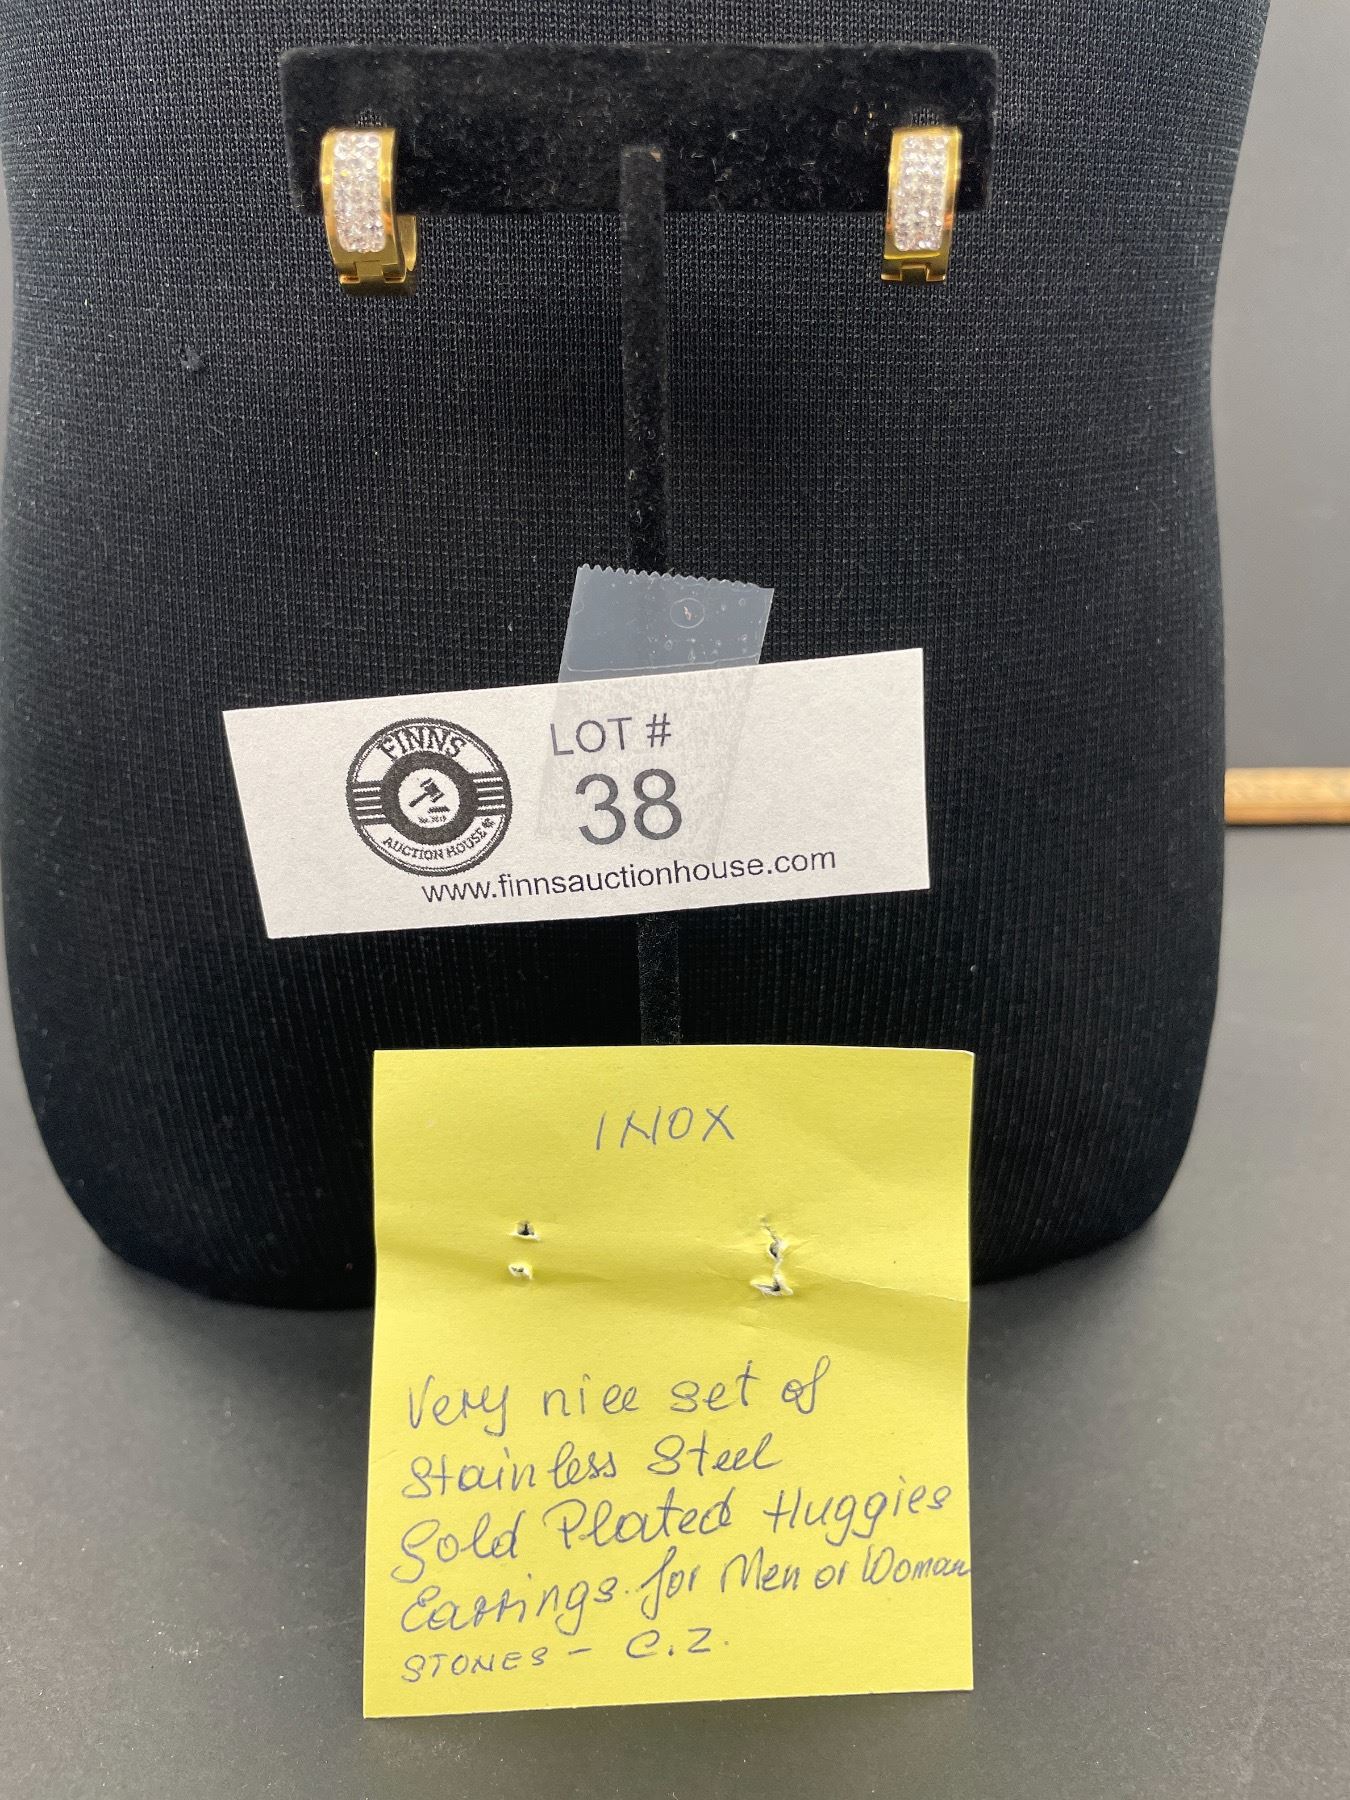 FINNS
AUCTION HOUSE
LOT #
38
www.finnsauctionhouse.com
INOX
Very nice set of
Stainless Steel
Gold Plated Huggies
Earrings for Men or Woman
STONES - C.Z.